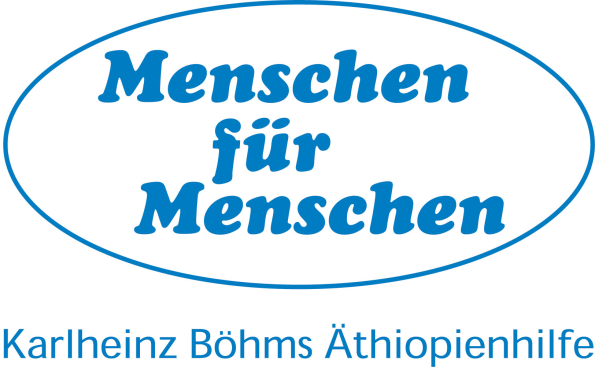 Menschen
für
Menschen
Karlheinz Böhms Äthiopienhilfe